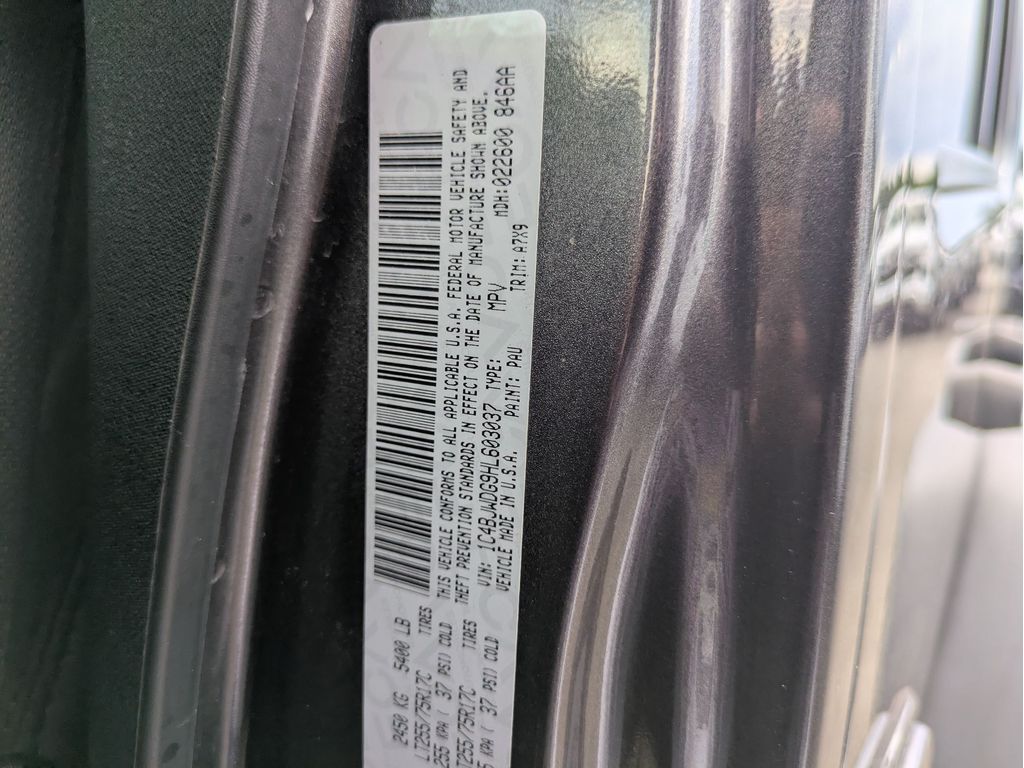 2450 KG 5400 LB
LT255/75R17C TIRES
255 KPA ( 37 PSI) COLD
THIS VEHICLE CONFORMS TO ALL APPLICABLE U.S.A. FEDERAL MOTOR VEHICLE SAFETY AND
THEFT PREVENTION STANDARDS IN EFFECT ON THE DATE OF MANUFACTURE SHOWN ABOVE.
T255/75R17C TIRES
VIN: 1C4BJWDG9HL603037 TYPE: MPV MDH:022600 846AA
5 KPA ( 37 PSI) COLD
VEHICLE MADE IN U.S.A. PAINT: PAU TRIM: A7X9